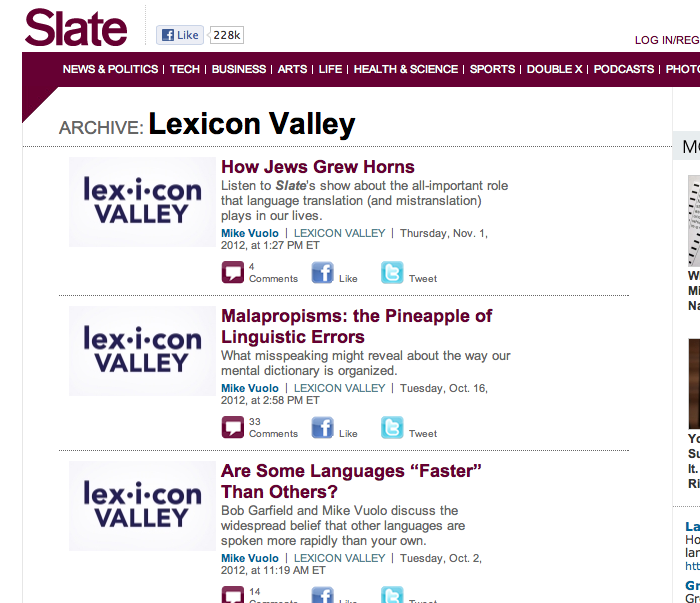 Slate
Like 228k
LOG IN/REG
NEWS & POLITICS | TECH | BUSINESS | ARTS | LIFE | HEALTH & SCIENCE | SPORTS | DOUBLE X | PODCASTS | PHOTO
ARCHIVE: Lexicon Valley
lex·i·con
VALLEY
How Jews Grew Horns
Listen to Slate's show about the all-important role
that language translation (and mistranslation)
plays in our lives.
Mike Vuolo | LEXICON VALLEY | Thursday, Nov. 1,
2012, at 1:27 PM ET
4
Comments
Like
Tweet
lex·i·con
VALLEY
Malapropisms: the Pineapple of
Linguistic Errors
What misspeaking might reveal about the way our
mental dictionary is organized.
Mike Vuolo | LEXICON VALLEY | Tuesday, Oct. 16,
2012, at 2:58 PM ET
33
Comments
Like
Tweet
lex·i·con
VALLEY
Are Some Languages “Faster”
Than Others?
Bob Garfield and Mike Vuolo discuss the
widespread belief that other languages are
spoken more rapidly than your own.
Mike Vuolo | LEXICON VALLEY | Tuesday, Oct. 2,
2012, at 11:19 AM ET
14
Comments
Like
Tweet
MO
W
Mi
Na
Yo
Su
It.
Ri
La
Ho
lar
htt
Gr
Gr